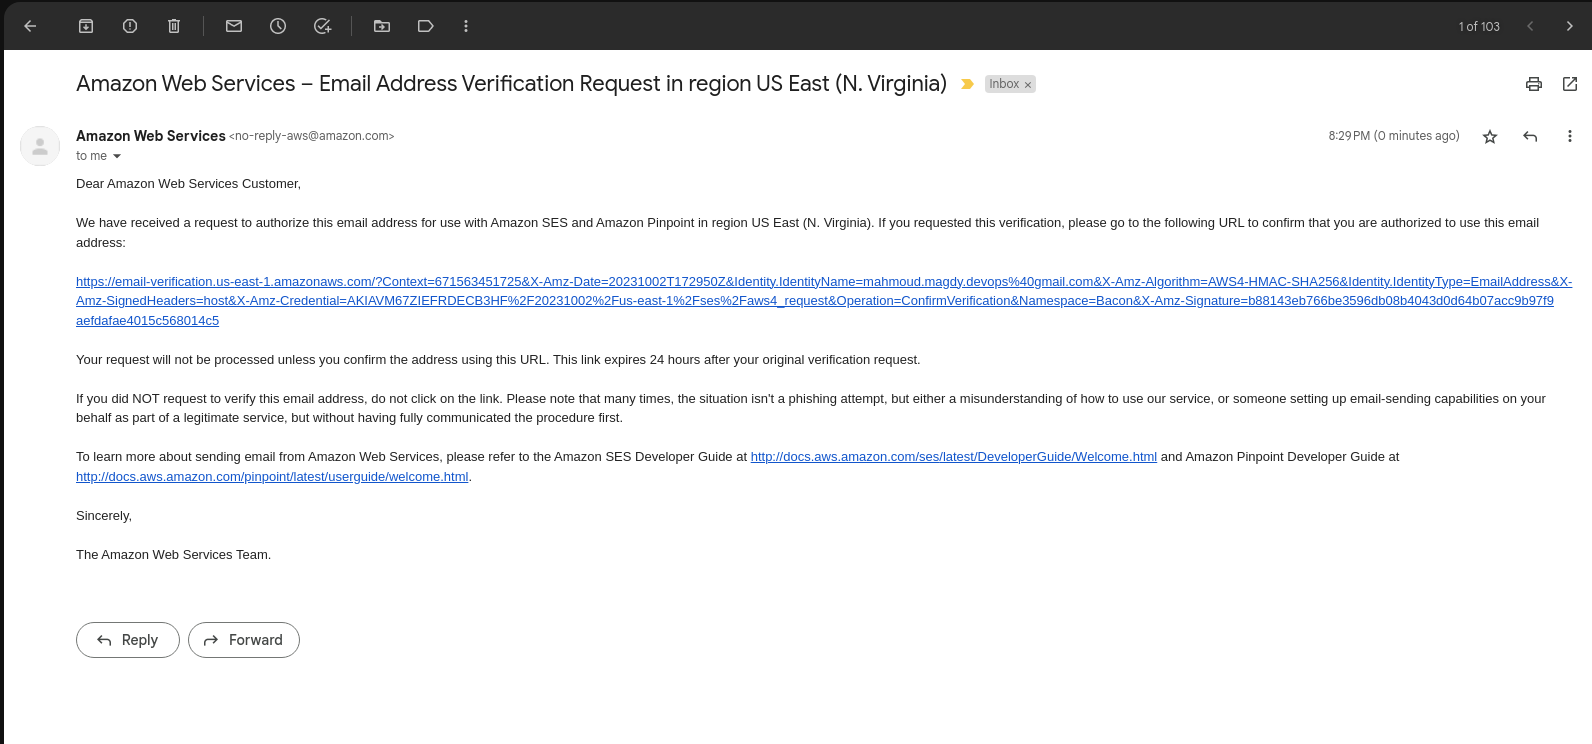 1 of 103
Amazon Web Services – Email Address Verification Request in region US East (N. Virginia) Inbox ×
Amazon Web Services <no-reply-aws@amazon.com> 8:29 PM (0 minutes ago)
to me
Dear Amazon Web Services Customer,
We have received a request to authorize this email address for use with Amazon SES and Amazon Pinpoint in region US East (N. Virginia). If you requested this verification, please go to the following URL to confirm that you are authorized to use this email
address:
https://email-verification.us-east-1.amazonaws.com/?Context=671563451725&X-Amz-Date=20231002T172950Z&Identity.IdentityName=mahmoud.magdy.devops%40gmail.com&X-Amz-Algorithm=AWS4-HMAC-SHA256&Identity.IdentityType=EmailAddress&X-
Amz-SignedHeaders=host&X-Amz-Credential=AKIAVM67ZIEFRDECB3HF%2F20231002%2Fus-east-1%2Fses%2Faws4_request&Operation=ConfirmVerification&Namespace=Bacon&X-Amz-Signature=b88143eb766be3596db08b4043d0d64b07acc9b97f9
aefdafae4015c568014c5
Your request will not be processed unless you confirm the address using this URL. This link expires 24 hours after your original verification request.
If you did NOT request to verify this email address, do not click on the link. Please note that many times, the situation isn't a phishing attempt, but either a misunderstanding of how to use our service, or someone setting up email-sending capabilities on your
behalf as part of a legitimate service, but without having fully communicated the procedure first.
To learn more about sending email from Amazon Web Services, please refer to the Amazon SES Developer Guide at http://docs.aws.amazon.com/ses/latest/DeveloperGuide/Welcome.html and Amazon Pinpoint Developer Guide at
http://docs.aws.amazon.com/pinpoint/latest/userguide/welcome.html.
Sincerely,
The Amazon Web Services Team.
Reply Forward